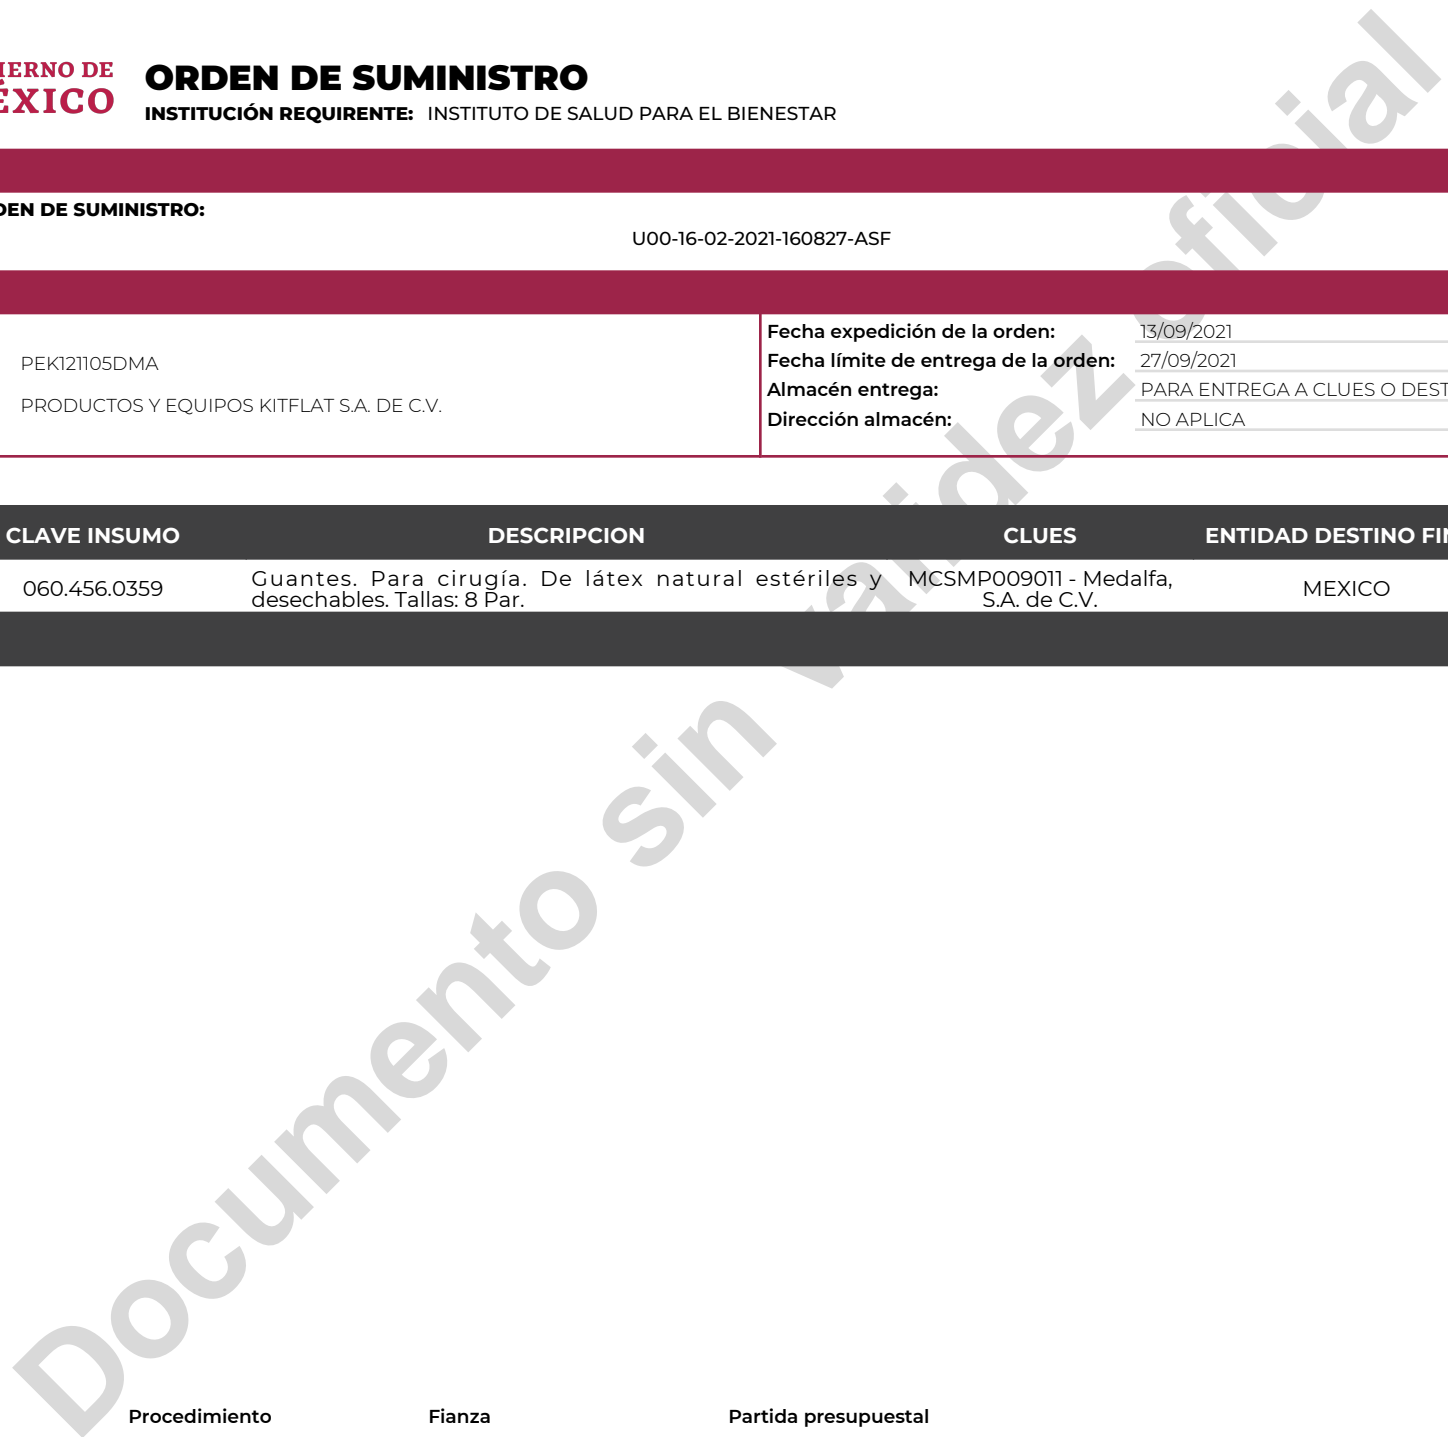 IERNO DE
ÉXICO
ORDEN DE SUMINISTRO
INSTITUCIÓN REQUIRENTE: INSTITUTO DE SALUD PARA EL BIENESTAR
DEN DE SUMINISTRO:
U00-16-02-2021-160827-ASF
PEK121105DMA
PRODUCTOS Y EQUIPOS KITFLAT S.A. DE C.V.
Fecha expedición de la orden: 13/09/2021
Fecha límite de entrega de la orden: 27/09/2021
Almacén entrega: PARA ENTREGA A CLUES O DEST
Dirección almacén: NO APLICA
CLAVE INSUMO DESCRIPCION CLUES ENTIDAD DESTINO FIN
060.456.0359
Guantes. Para cirugía. De látex natural estériles y
desechables. Tallas: 8 Par.
MCSMP009011 - Medalfa,
S.A. de C.V.
MEXICO
Documento sin validez oficial
Procedimiento Fianza Partida presupuestal